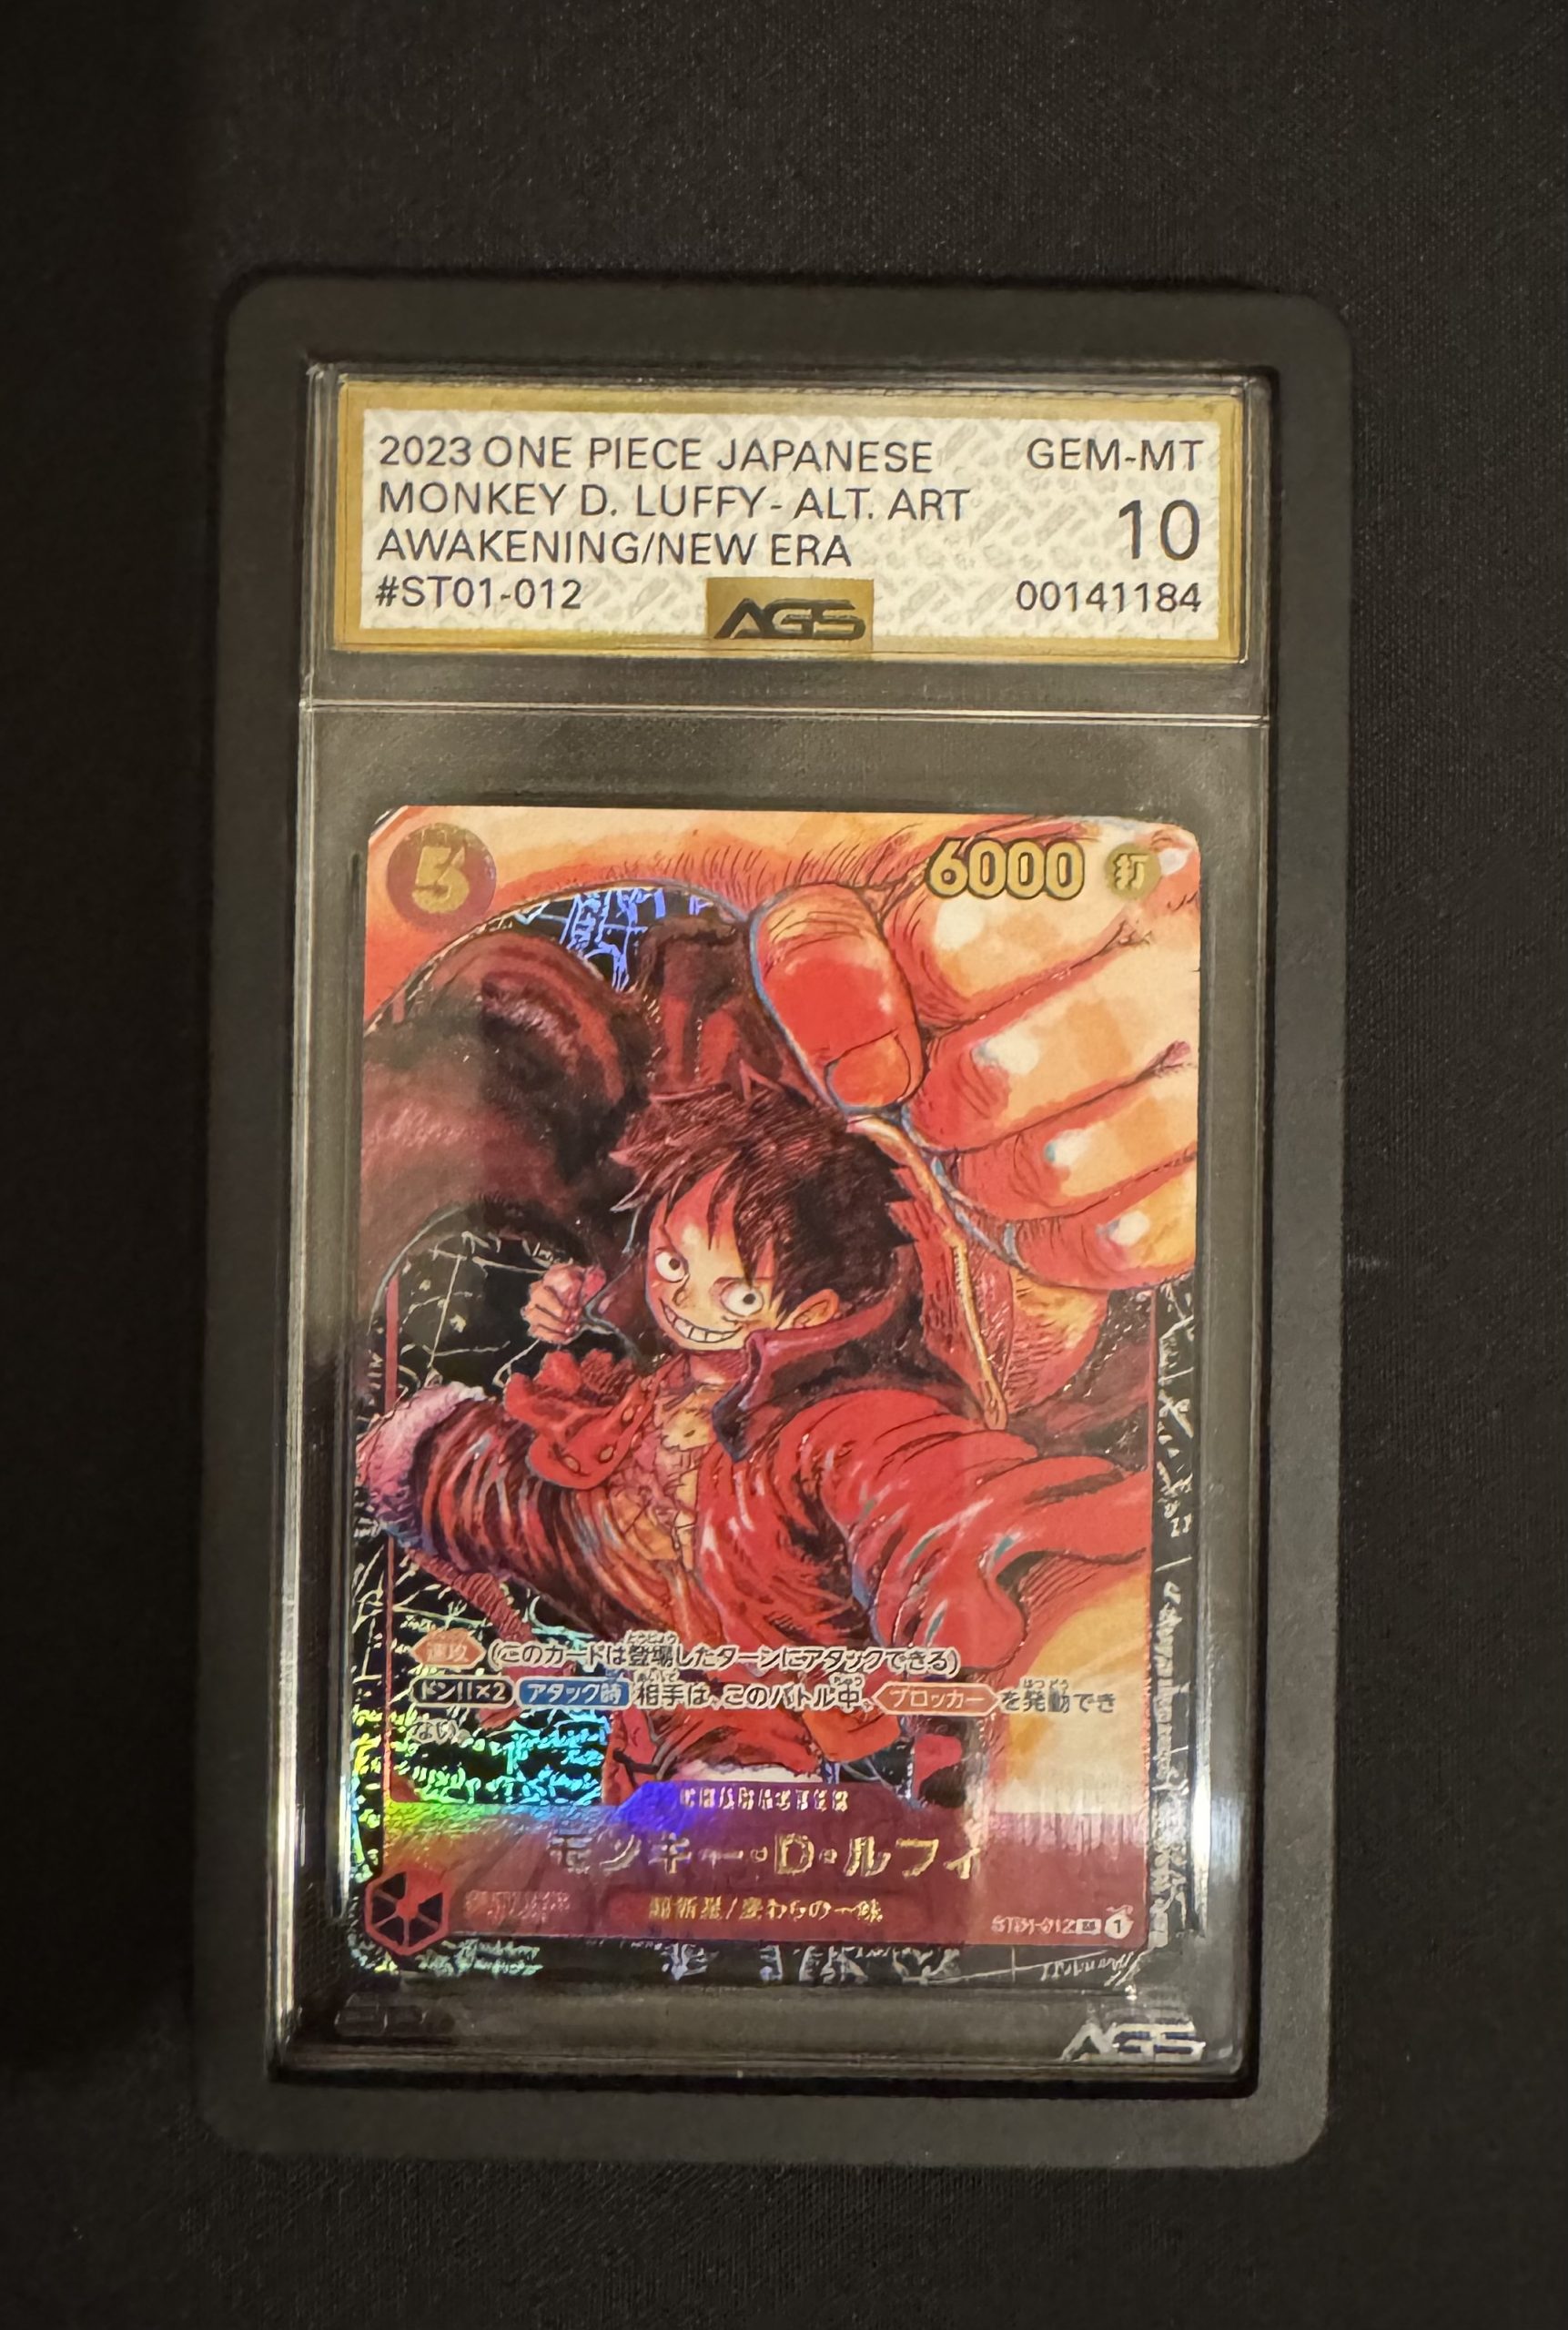 2023 ONE PIECE JAPANESE GEM-MT
MONKEY D. LUFFY - ALT. ART 10
AWAKENING/NEW ERA
#ST01-012 AGS 00141184
5 6000 打
速攻 (このカードは登場したターンにアタックできる)
ドン!!×2 アタック時 相手は、このバトル中、ブロッカー を発動でき
ない。
CHARACTER
モンキー・D・ルフィ
超新星/麦わらの一味
ST01-012 1
AGS